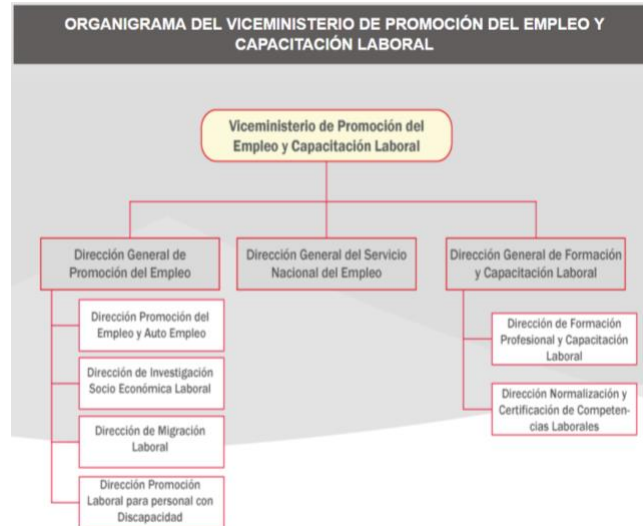 ORGANIGRAMA DEL VICEMINISTERIO DE PROMOCIÓN DEL EMPLEO Y
CAPACITACIÓN LABORAL
Viceministerio de Promoción del
Empleo y Capacitación Laboral
Dirección General de
Promoción del Empleo
Dirección General del Servicio
Nacional del Empleo
Dirección General de Formación
y Capacitación Laboral
Dirección Promoción del
Empleo y Auto Empleo
Dirección de Investigación
Socio Económica Laboral
Dirección de Migración
Laboral
Dirección Promoción
Laboral para personal con
Discapacidad
Dirección de Formación
Profesional y Capacitación
Laboral
Dirección Normalización y
Certificación de Competen-
cias Laborales